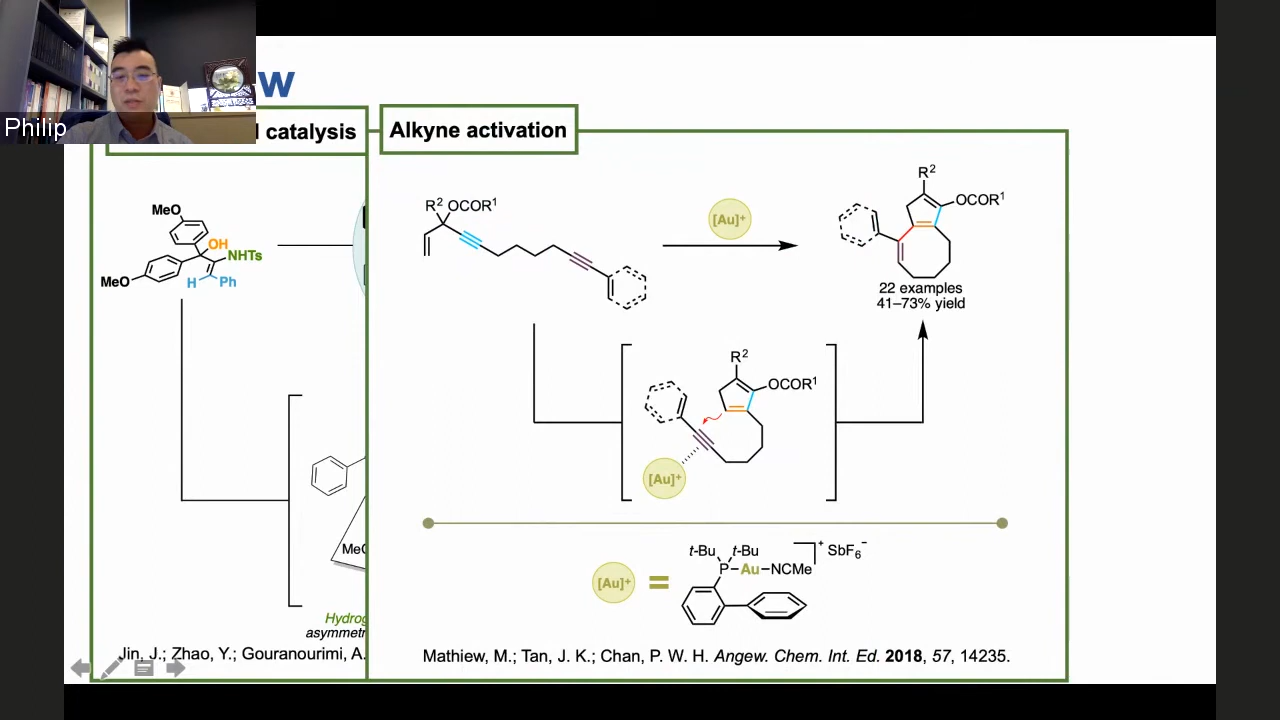 w
Philip
l catalysis
Alkyne activation
MeO
OH
NHTs
MeO
H
Ph
R2 OCOR1
[Au]+
R2
OCOR1
22 examples
41–73% yield
R2
OCOR1
[Au]+
MeO
t-Bu t-Bu
+ SbF6−
[Au]+ = P Au NCMe
Hydrog
asymmetr
Jin, J.; Zhao, Y.; Gouranourimi, A.
Mathiew, M.; Tan, J. K.; Chan, P. W. H. Angew. Chem. Int. Ed. 2018, 57, 14235.